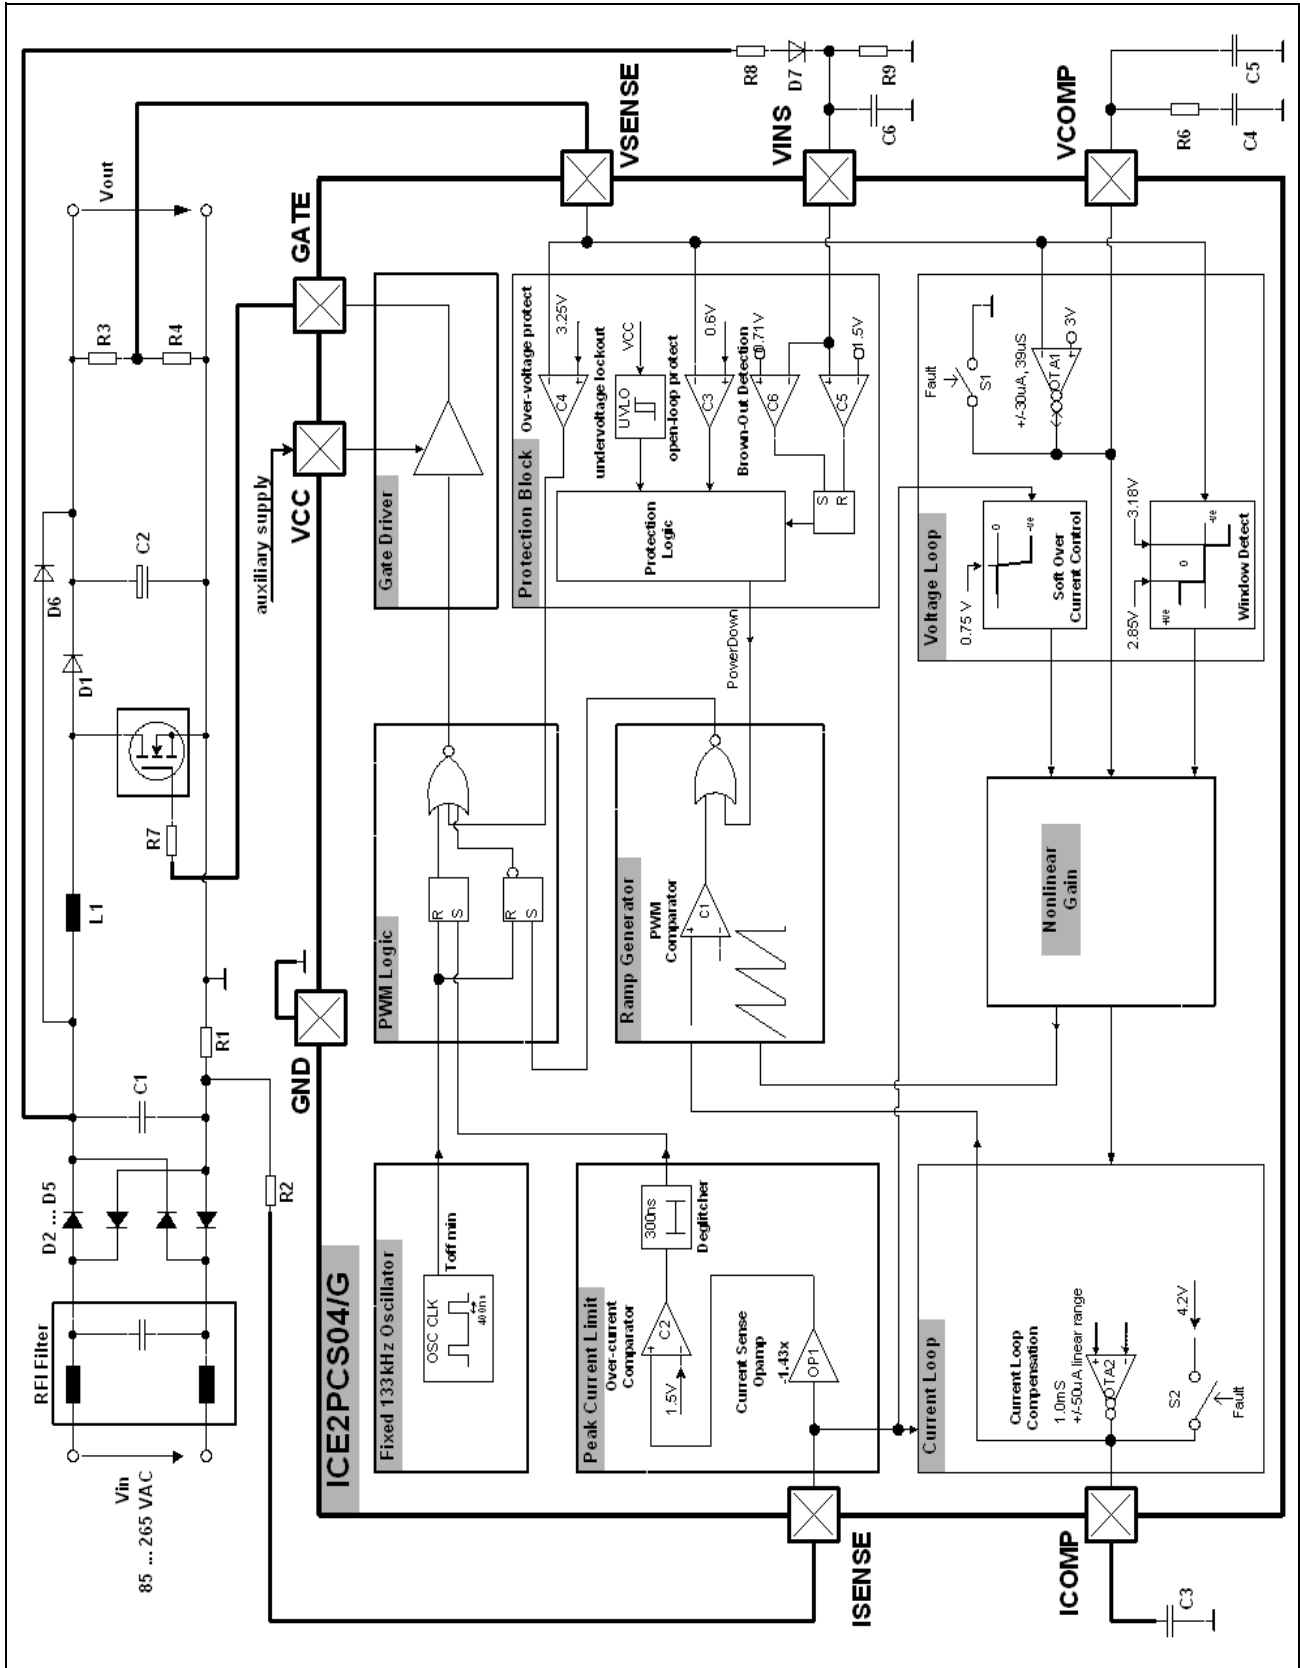 Vin
85 ... 265 VAC
RFI Filter
D2 ... D5
C1
R1
R2
L1
R7
D1
D6
C2
R3
R4
Vout
auxiliary supply
GND
VCC
GATE
VSENSE
VINS
VCOMP
ISENSE
ICOMP
R8
D7
R9
C6
C5
R6
C4
C3
ICE2PCS04/G
Fixed 133kHz Oscillator
OSC CLK
400ns
Toff min
PWM Logic
R
S
R
S
Gate Driver
Peak Current Limit
Over-current
Comparator
C2
1.5V
300ns
Deglitcher
Current Sense
Opamp
-1.43x
OP1
Ramp Generator
PWM
Comparator
C1
PowerDown
Protection Block
Over-voltage protect
3.25V
C4
undervoltage lockout
VCC
UVLO
open-loop protect
0.6V
C3
Brown-Out Detection
0.71V
C6
1.5V
C5
S
R
Protection
Logic
Current Loop
Current Loop
Compensation
1.0mS
+/-50uA linear range
OTA2
4.2V
S2
Fault
Nonlinear
Gain
Voltage Loop
0.75 V
0
-ve
Soft Over
Current Control
2.85V
3.18V
+ve
0
-ve
Window Detect
Fault
S1
+/-30uA, 39uS
OTA1
3V